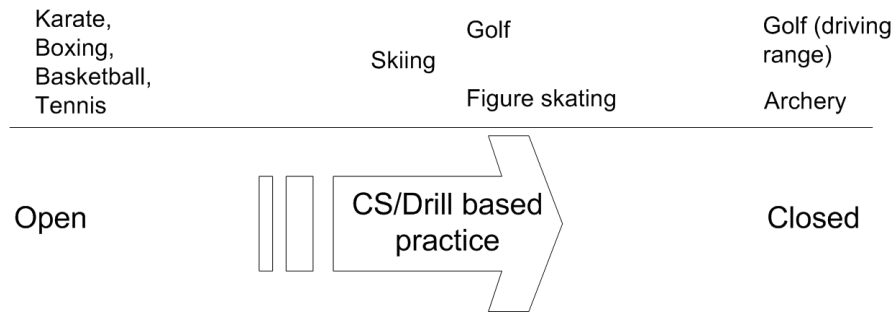 Karate,
Boxing,
Basketball,
Tennis
Skiing
Golf
Figure skating
Golf (driving
range)
Archery
Open
CS/Drill based
practice
Closed